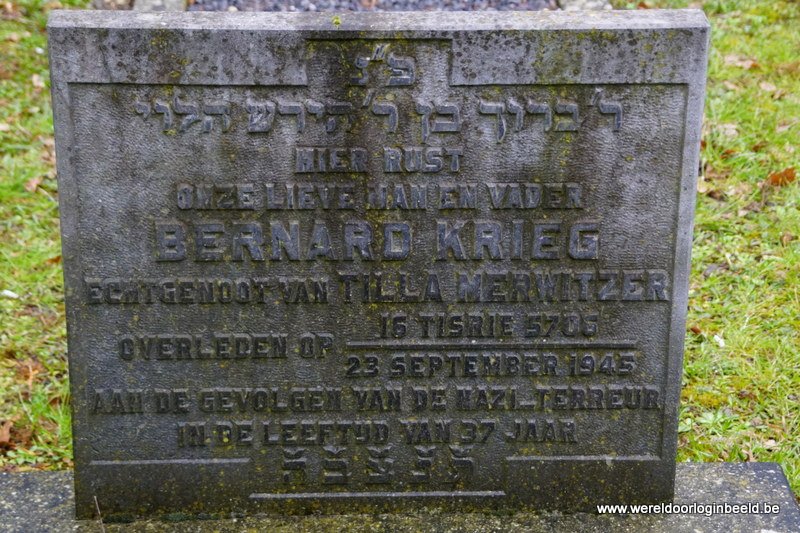 פ״נ
ר׳ ברוך בן ר׳ הירש הלוי
HIER RUST
ONZE LIEVE MAN EN VADER
BERNARD KRIEG
ECHTGENOOT VAN TILLA MERWITZER
16 TISRIE 5706
OVERLEDEN OP
23 SEPTEMBER 1945
AAN DE GEVOLGEN VAN DE NAZI-TERREUR
IN DE LEEFTIJD VAN 37 JAAR
ת֗נ֗צ֗ב֗ה֗
www.wereldoorloginbeeld.be